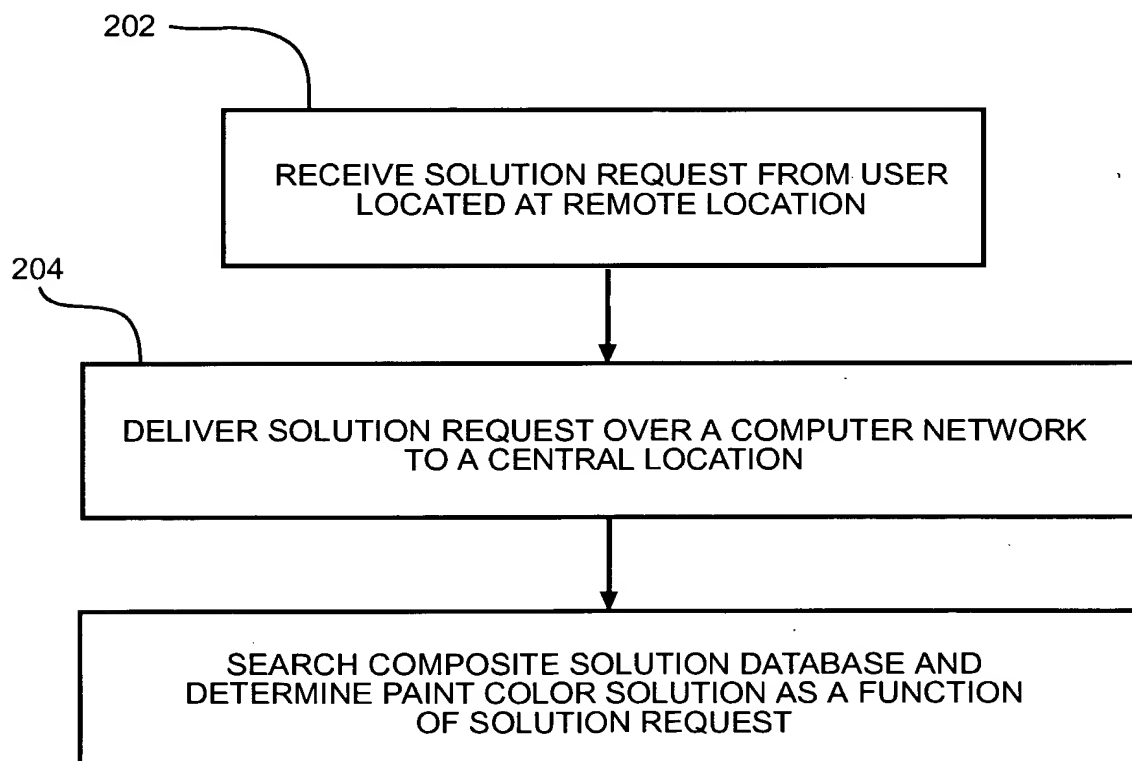 202
RECEIVE SOLUTION REQUEST FROM USER
LOCATED AT REMOTE LOCATION
204
DELIVER SOLUTION REQUEST OVER A COMPUTER NETWORK
TO A CENTRAL LOCATION
SEARCH COMPOSITE SOLUTION DATABASE AND
DETERMINE PAINT COLOR SOLUTION AS A FUNCTION
OF SOLUTION REQUEST